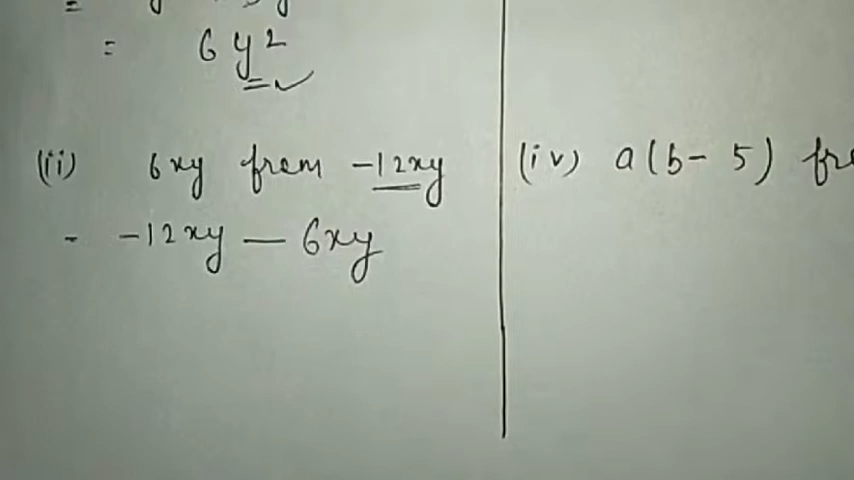 = 6y²
(ii) 6xy from -12xy
- -12xy — 6xy
(iv) a(b- 5)